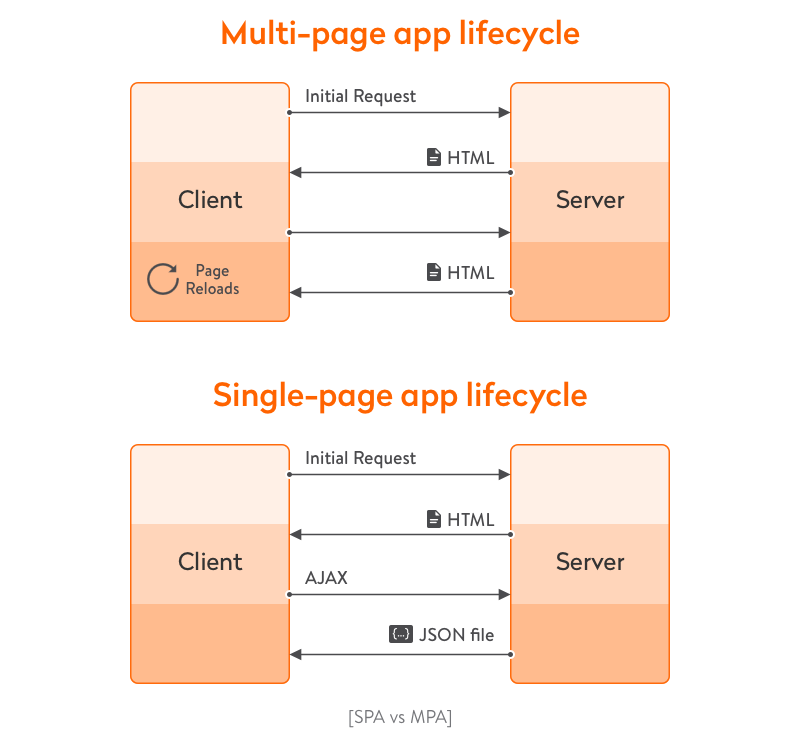 Multi-page app lifecycle
Initial Request
HTML
Client
Server
Page
Reloads
HTML
Single-page app lifecycle
Initial Request
HTML
Client
Server
AJAX
{...} JSON file
[SPA vs MPA]